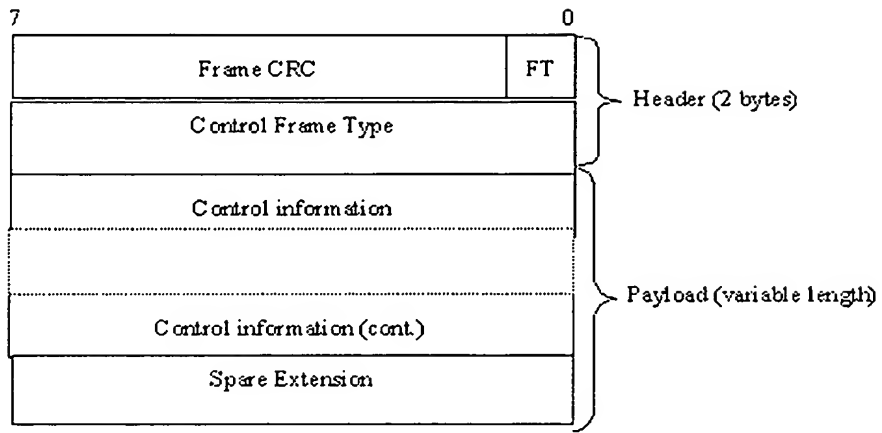 7 0
Frame CRC FT
Header (2 bytes)
Control Frame Type
Control information
Payload (variable length)
Control information (cont.)
Spare Extension